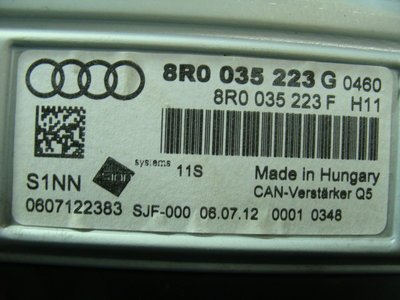 8R0 035 223 G 0460
8R0 035 223 F H11
systems 11S
S1NN
Made in Hungary
CAN-Verstärker Q5
0607122383 SJF-000 06.07.12 0001 0348